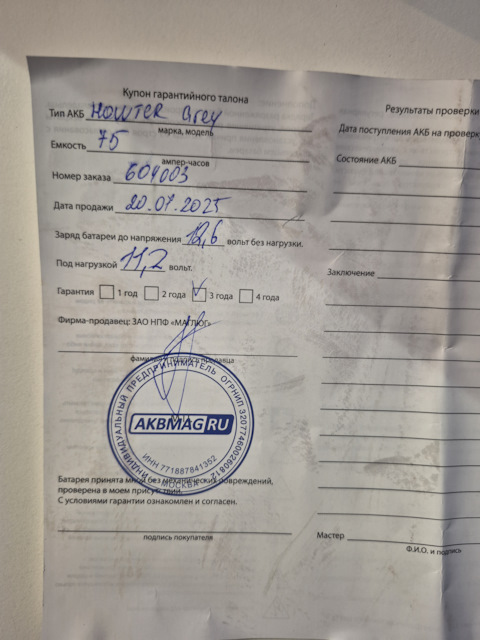 Купон гарантийного талона
Тип АКБ HOWTER Grey
марка, модель
Емкость 75
ампер-часов
Номер заказа 604003
Дата продажи 20.07.2025
Заряд батареи до напряжения 12,6 вольт без нагрузки.
Под нагрузкой 11,2 вольт.
Гарантия 1 год 2 года 3 года 4 года
Фирма-продавец: ЗАО НПФ «МАГЛЮГ»
подпись продавца
ИНДИВИДУАЛЬНЫЙ ПРЕДПРИНИМАТЕЛЬ ОГРНИП 320774600260812
AKBMAG RU
ИНН 771887841352
МОСКВА
Батарея принята мной без механических повреждений,
проверена в моем присутствии.
С условиями гарантии ознакомлен и согласен.
подпись покупателя
Результаты проверки
Дата поступления АКБ на проверк
Состояние АКБ
Заключение
Мастер
Ф.И.О. и подпись